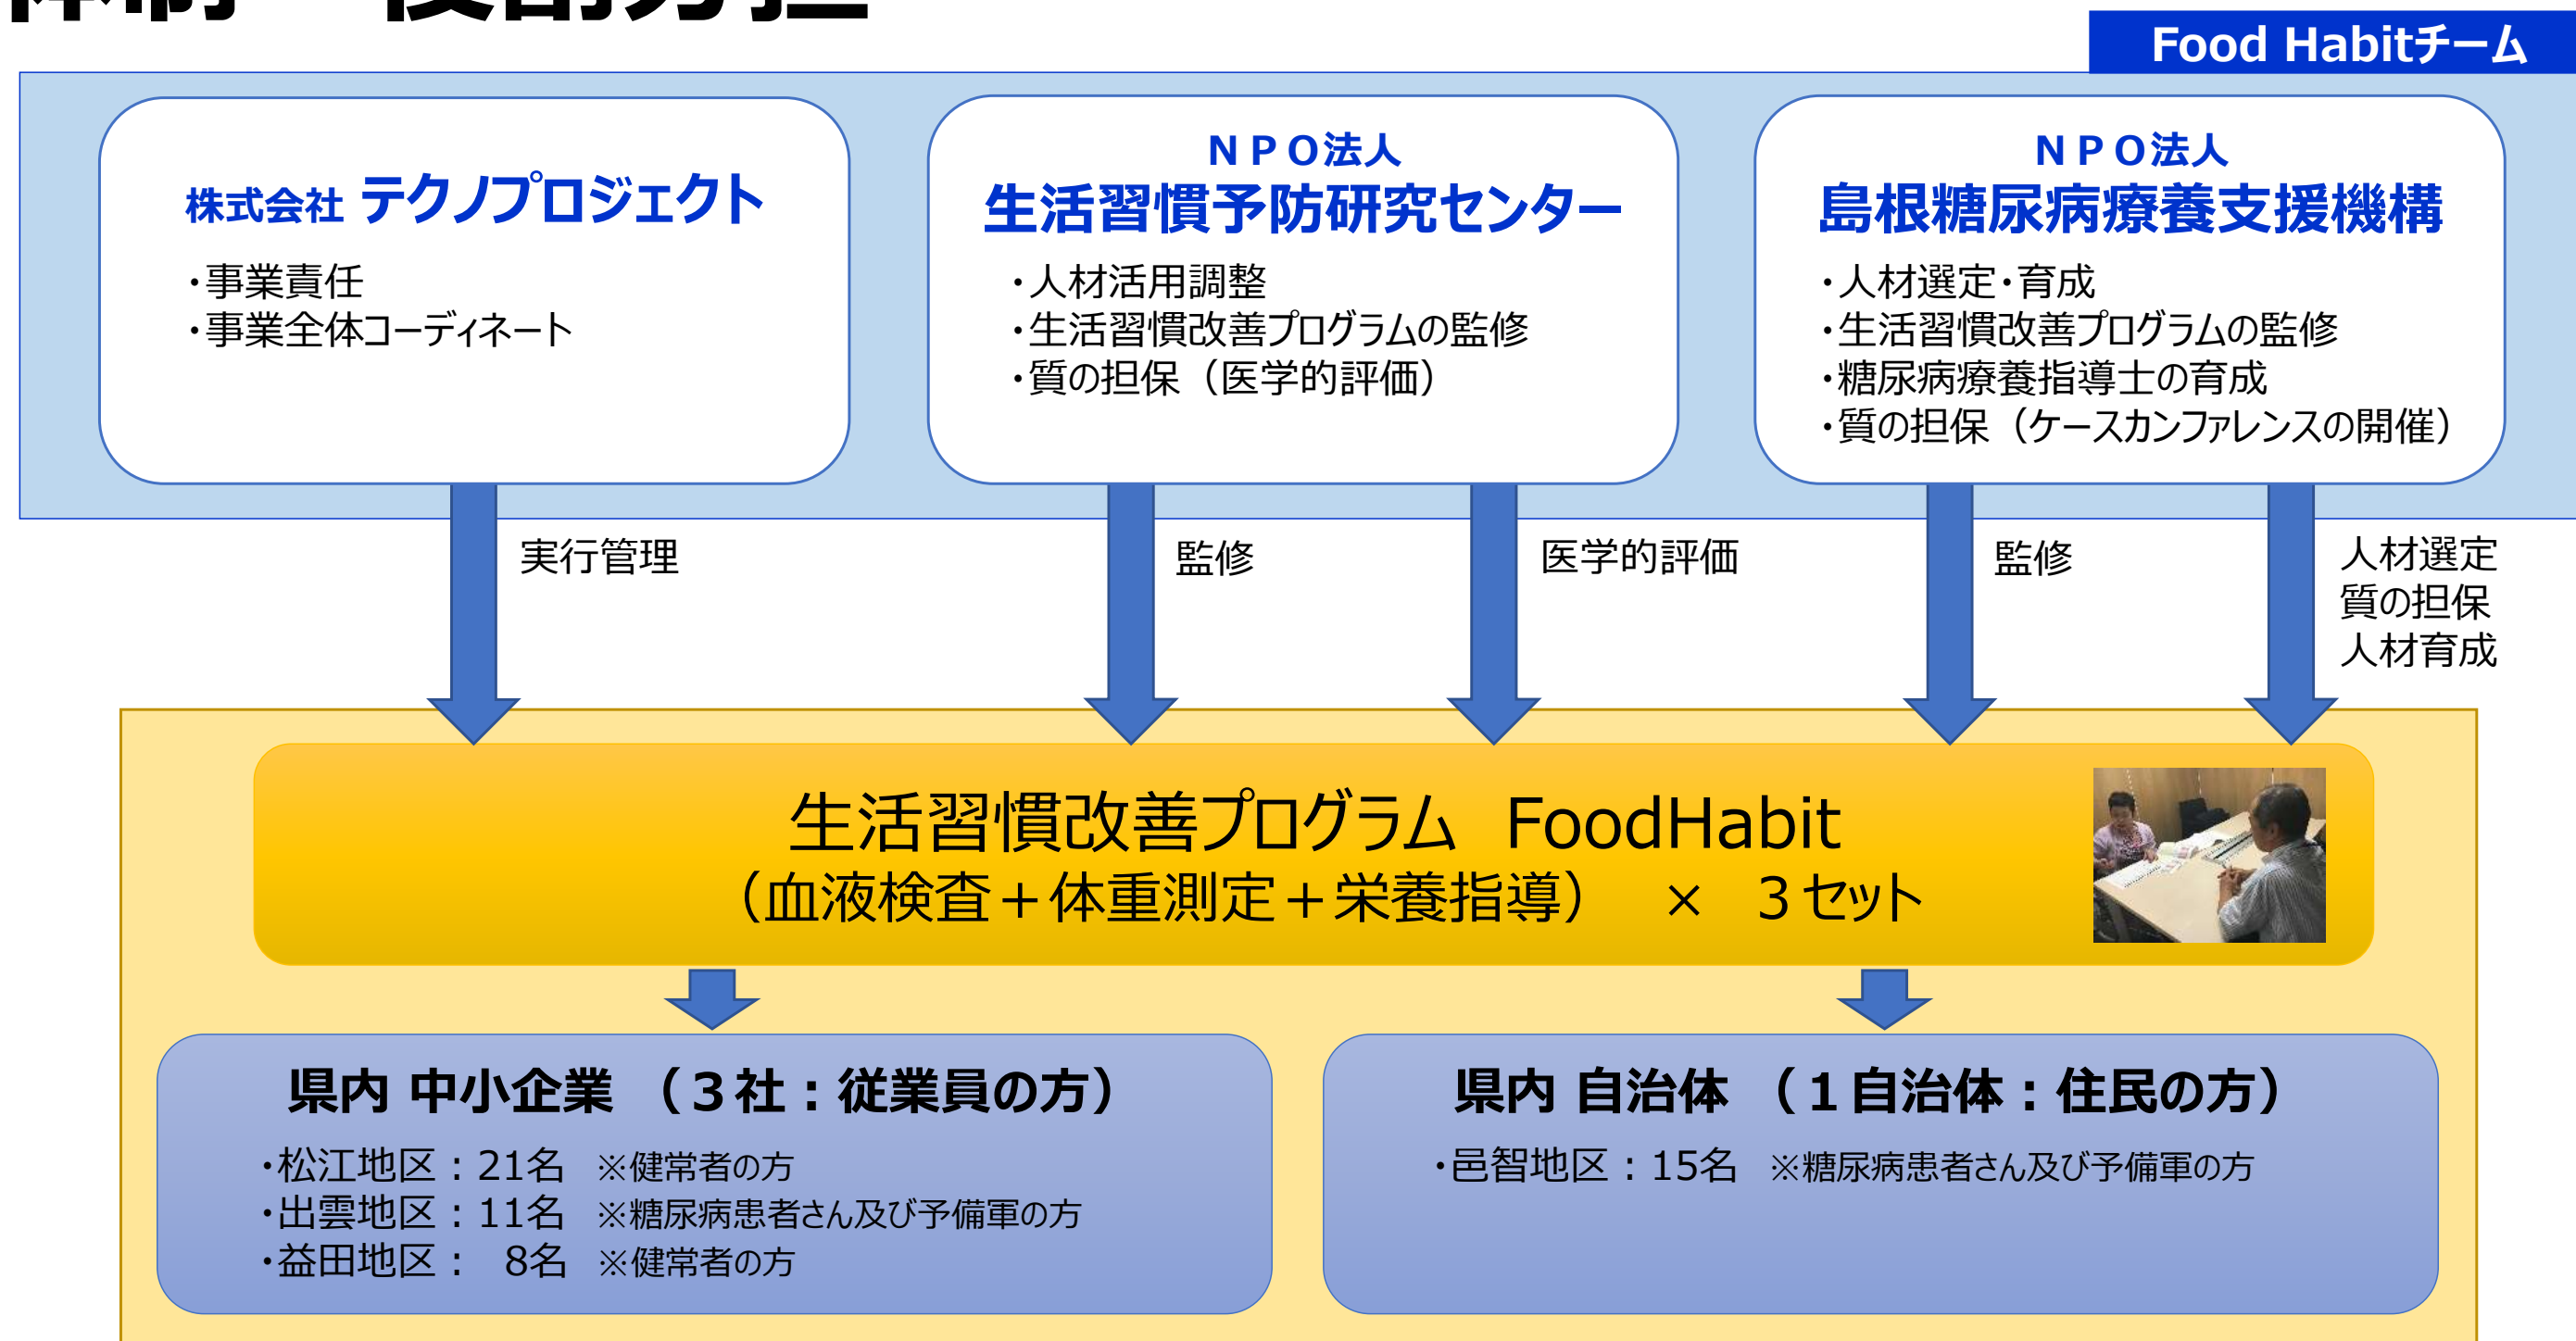 体制・役割分担
Food Habitチーム
株式会社 テクノプロジェクト
・事業責任
・事業全体コーディネート
ＮＰＯ法人
生活習慣予防研究センター
・人材活用調整
・生活習慣改善プログラムの監修
・質の担保（医学的評価）
ＮＰＯ法人
島根糖尿病療養支援機構
・人材選定・育成
・生活習慣改善プログラムの監修
・糖尿病療養指導士の育成
・質の担保（ケースカンファレンスの開催）
実行管理
監修
医学的評価
監修
人材選定
質の担保
人材育成
生活習慣改善プログラム　FoodHabit
（血液検査＋体重測定＋栄養指導）　×　３セット
県内 中小企業 （３社：従業員の方）
・松江地区：21名　※健常者の方
・出雲地区：11名　※糖尿病患者さん及び予備軍の方
・益田地区：　8名　※健常者の方
県内 自治体 （１自治体：住民の方）
・邑智地区：15名　※糖尿病患者さん及び予備軍の方